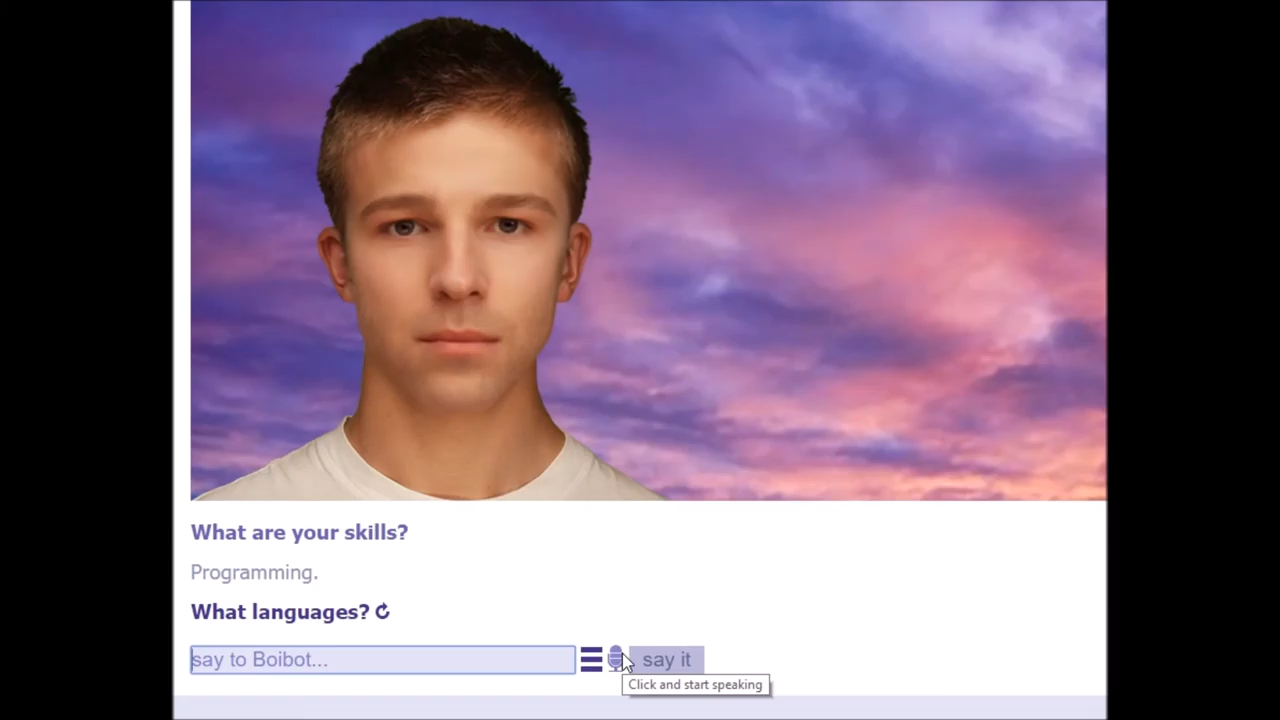 What are your skills?
Programming.
What languages?
say to Boibot...
say it
Click and start speaking